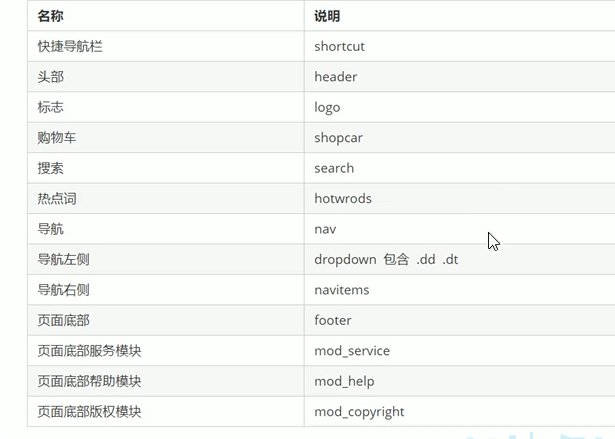 名称 说明
快捷导航栏 shortcut
头部 header
标志 logo
购物车 shopcar
搜索 search
热点词 hotwrods
导航 nav
导航左侧 dropdown 包含 .dd .dt
导航右侧 navitems
页面底部 footer
页面底部服务模块 mod_service
页面底部帮助模块 mod_help
页面底部版权模块 mod_copyright